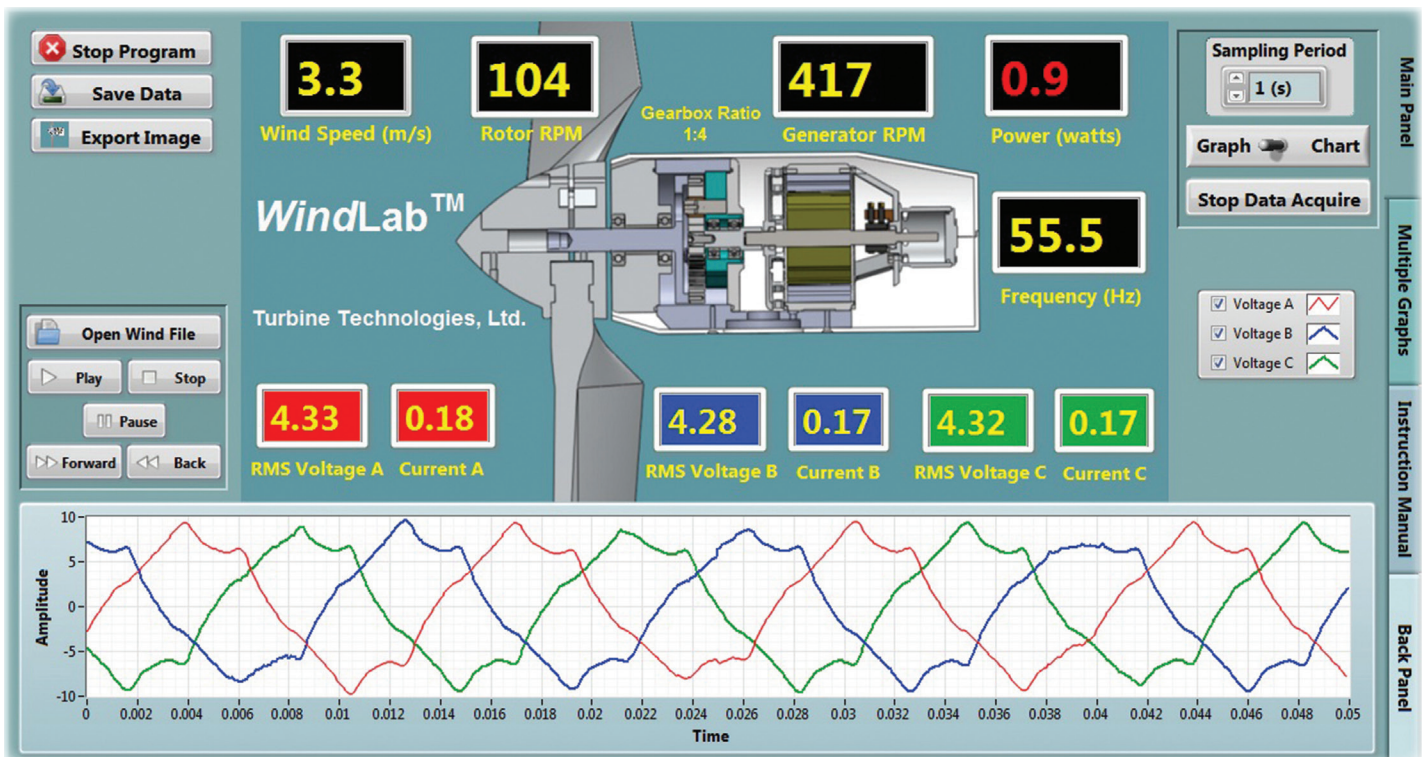 Stop Program
Save Data
Export Image
3.3
Wind Speed (m/s)
104
Rotor RPM
Gearbox Ratio
1:4
417
Generator RPM
0.9
Power (watts)
Sampling Period
1 (s)
Graph Chart
Stop Data Acquire
WindLab™
Turbine Technologies, Ltd.
55.5
Frequency (Hz)
Voltage A
Voltage B
Voltage C
Open Wind File
Play Stop
Pause
Forward Back
4.33
RMS Voltage A
0.18
Current A
4.28
RMS Voltage B
0.17
Current B
4.32
RMS Voltage C
0.17
Current C
Main Panel
Multiple Graphs
Instruction Manual
Back Panel
Amplitude
10
5
0
-5
-10
0 0.002 0.004 0.006 0.008 0.01 0.012 0.014 0.016 0.018 0.02 0.022 0.024 0.026 0.028 0.03 0.032 0.034 0.036 0.038 0.04 0.042 0.044 0.046 0.048 0.05
Time